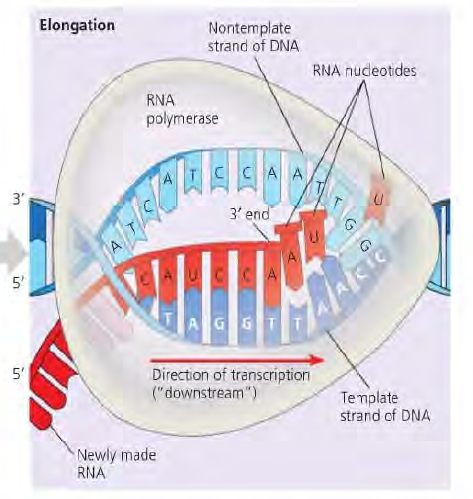 Elongation
Nontemplate
strand of DNA
RNA nucleotides
RNA
polymerase
A T C C A A T T G G
A T C
U
3'
3' end
U
A
C A U C C A
5'
T A G G T T A A C C
5'
Direction of transcription
("downstream")
Template
strand of DNA
Newly made
RNA